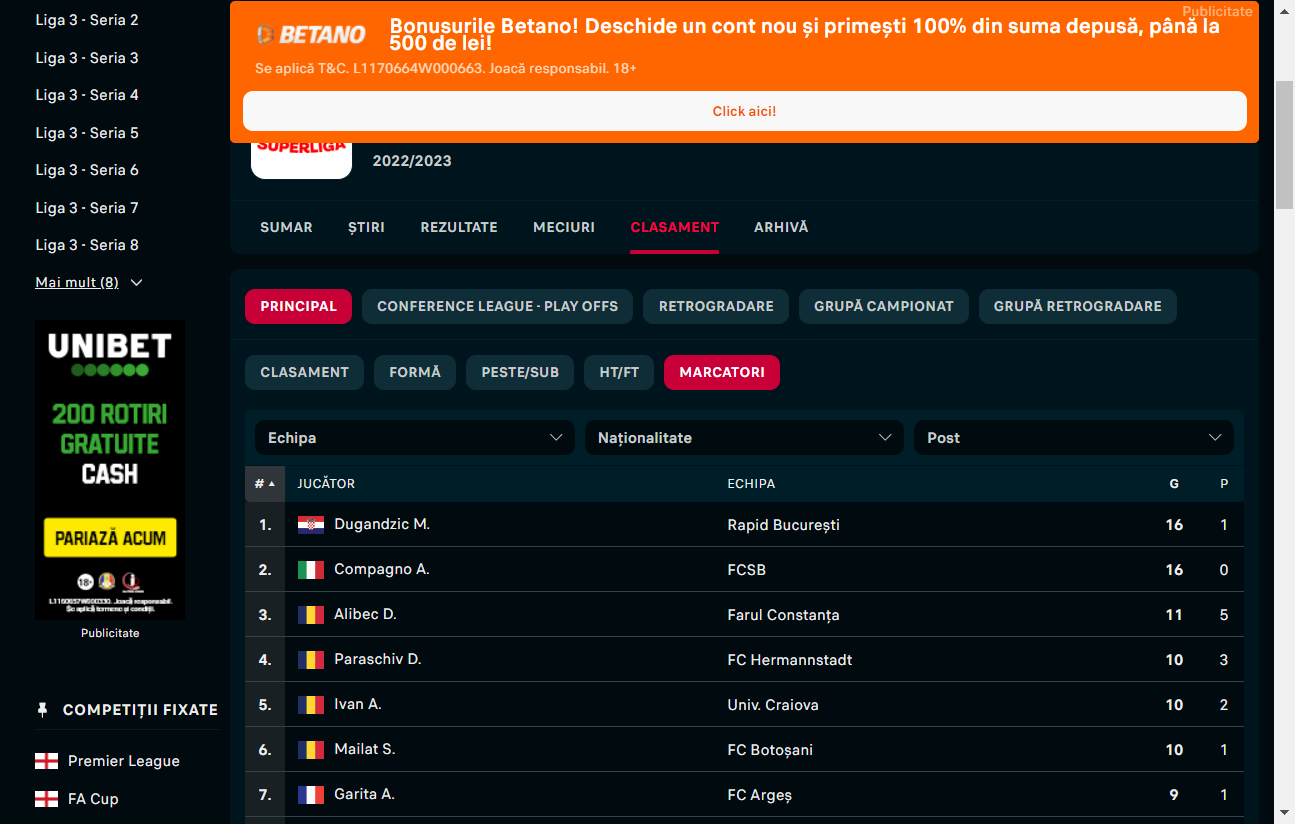 Liga 3 - Seria 2
Liga 3 - Seria 3
Liga 3 - Seria 4
Liga 3 - Seria 5
Liga 3 - Seria 6
Liga 3 - Seria 7
Liga 3 - Seria 8
Mai mult (8)
UNIBET
200 ROTIRI
GRATUITE
CASH
PARIAZĂ ACUM
18+
L1160657W000330. Joacă responsabil.
Se aplică termeni și condiții.
Publicitate
COMPETIȚII FIXATE
Premier League
FA Cup
Publicitate
BETANO
Bonusurile Betano! Deschide un cont nou și primești 100% din suma depusă, până la
500 de lei!
Se aplică T&C. L1170664W000663. Joacă responsabil. 18+
Click aici!
SUPERLIGA
2022/2023
SUMAR ȘTIRI REZULTATE MECIURI CLASAMENT ARHIVĂ
PRINCIPAL CONFERENCE LEAGUE - PLAY OFFS RETROGRADARE GRUPĂ CAMPIONAT GRUPĂ RETROGRADARE
CLASAMENT FORMĂ PESTE/SUB HT/FT MARCATORI
Echipa Naționalitate Post
# JUCĂTOR ECHIPA G P
1. Dugandzic M. Rapid București 16 1
2. Compagno A. FCSB 16 0
3. Alibec D. Farul Constanța 11 5
4. Paraschiv D. FC Hermannstadt 10 3
5. Ivan A. Univ. Craiova 10 2
6. Mailat S. FC Botoșani 10 1
7. Garita A. FC Argeș 9 1